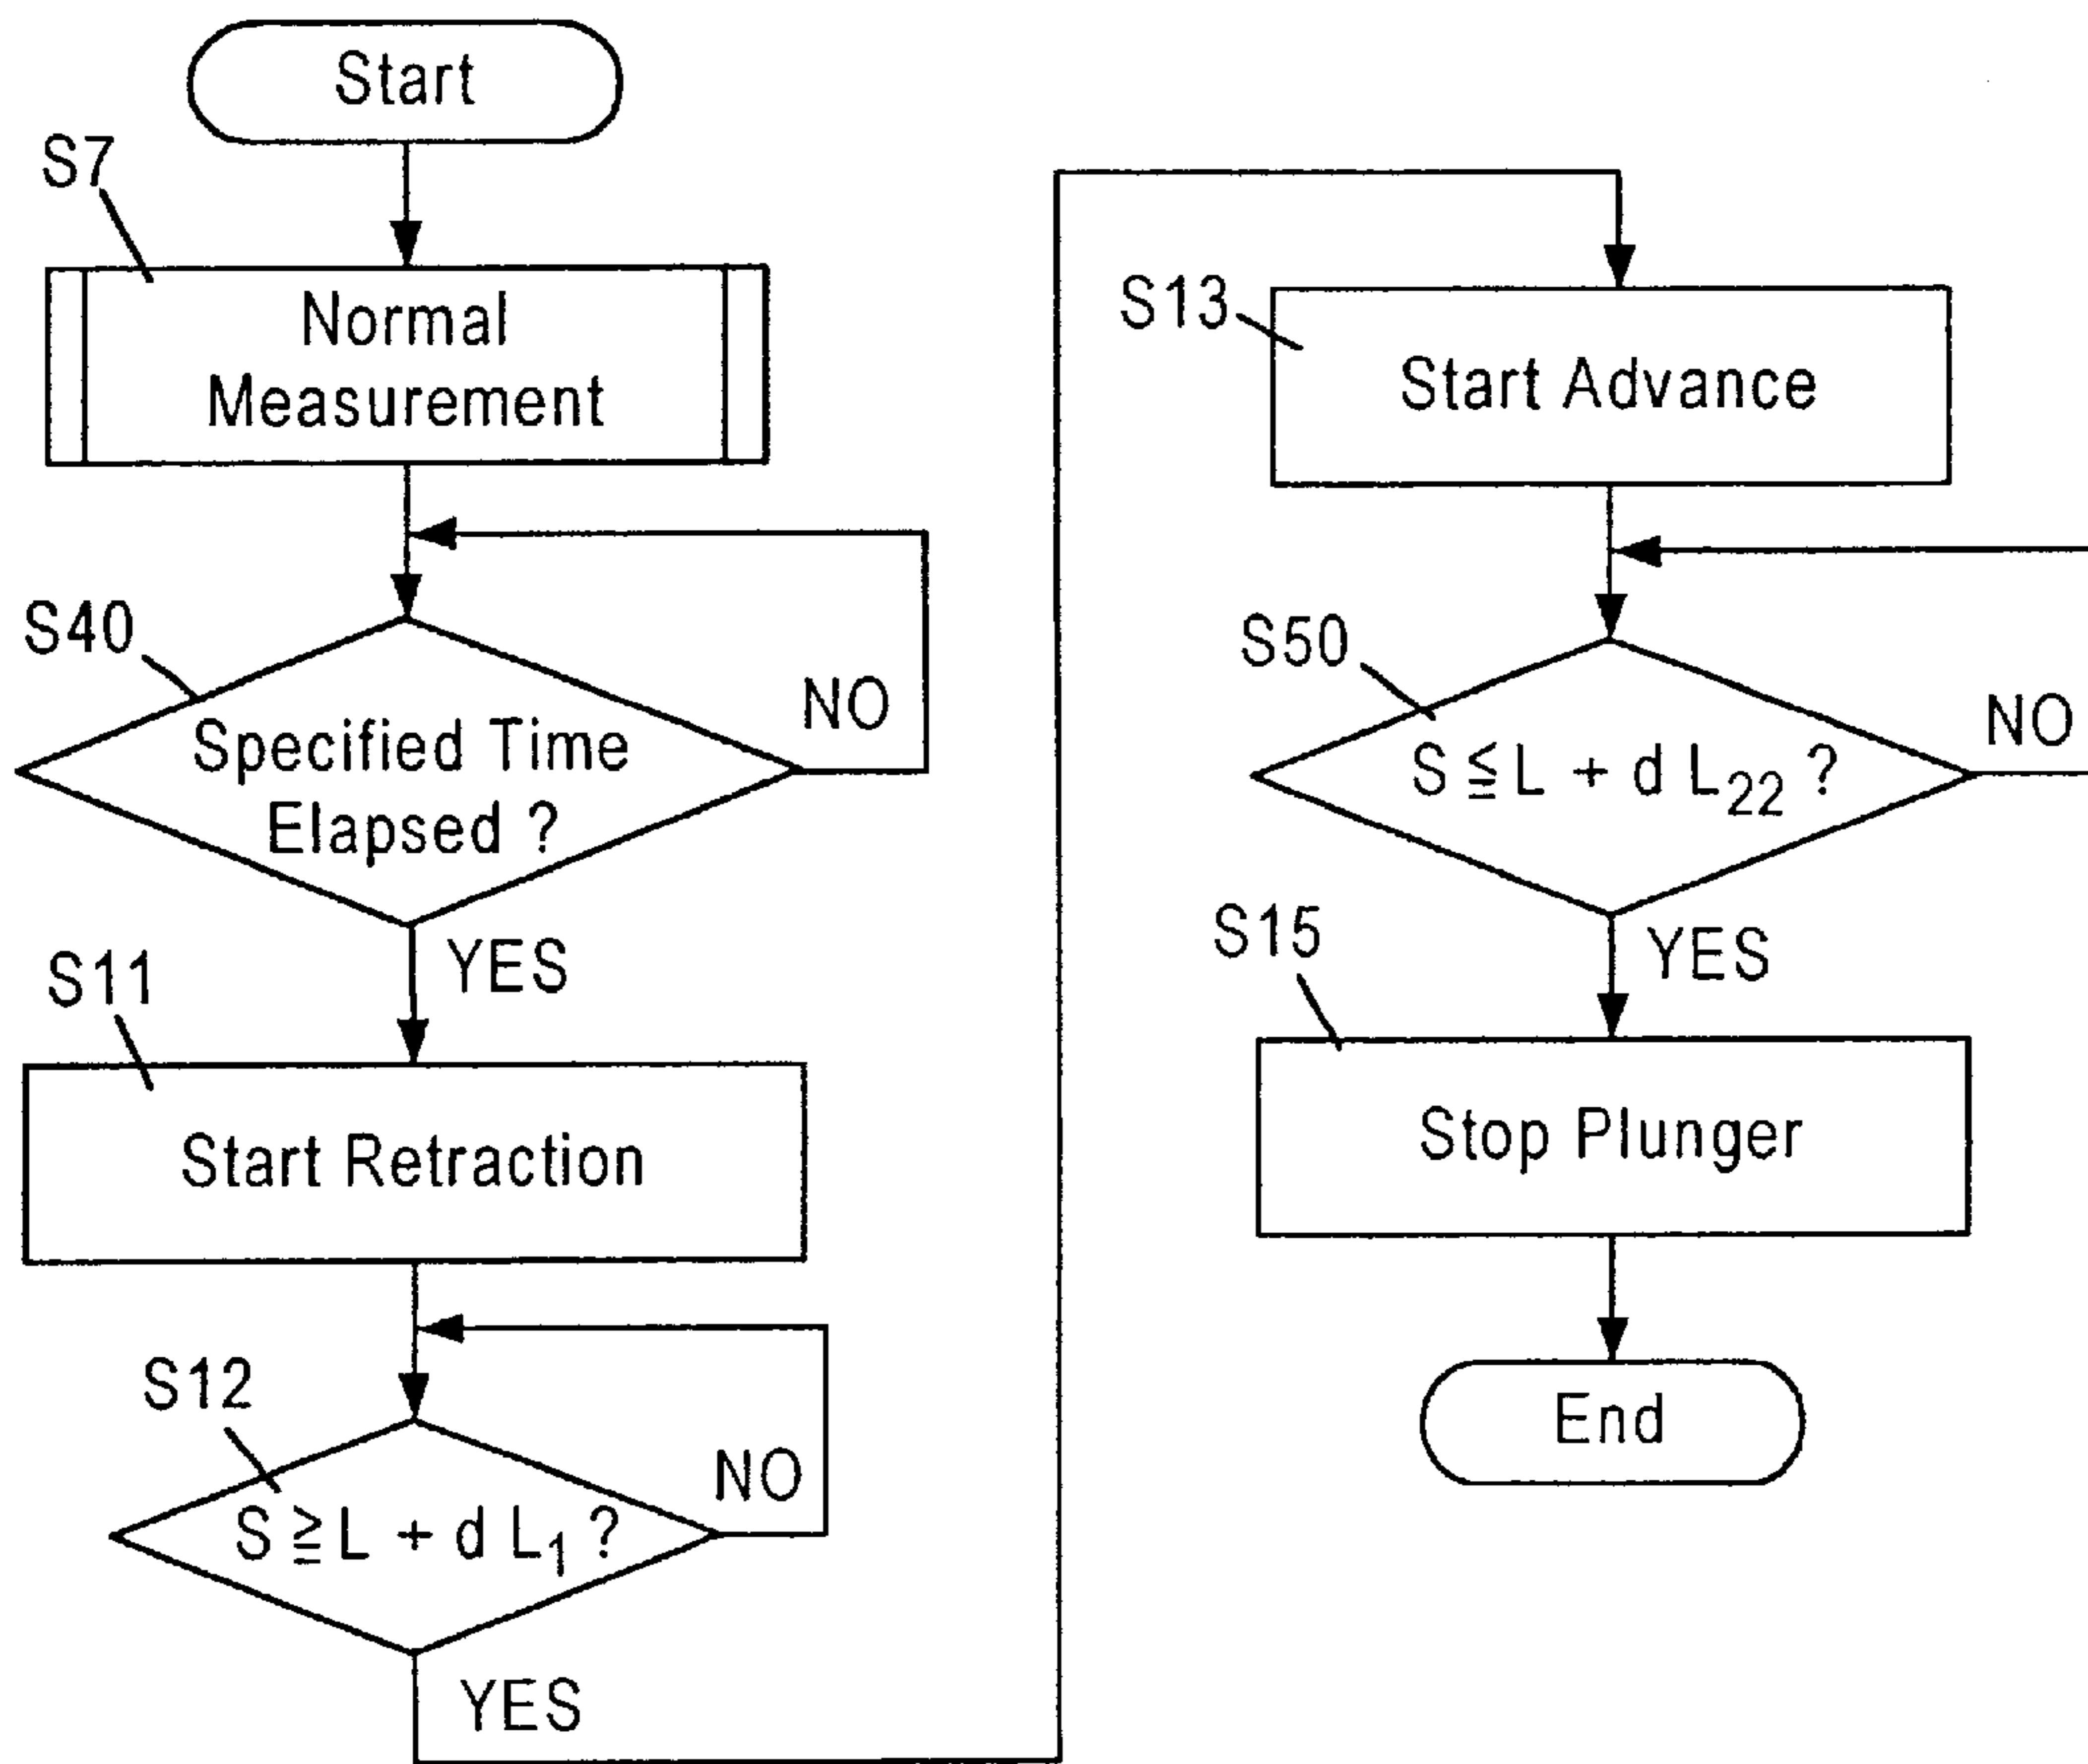 Start
S7
Normal
Measurement
S40
Specified Time
Elapsed ?
NO
YES
S11
Start Retraction
S12
S ≧ L + d L₁ ?
NO
YES
S13
Start Advance
S50
S ≦ L + d L₂₂ ?
NO
YES
S15
Stop Plunger
End